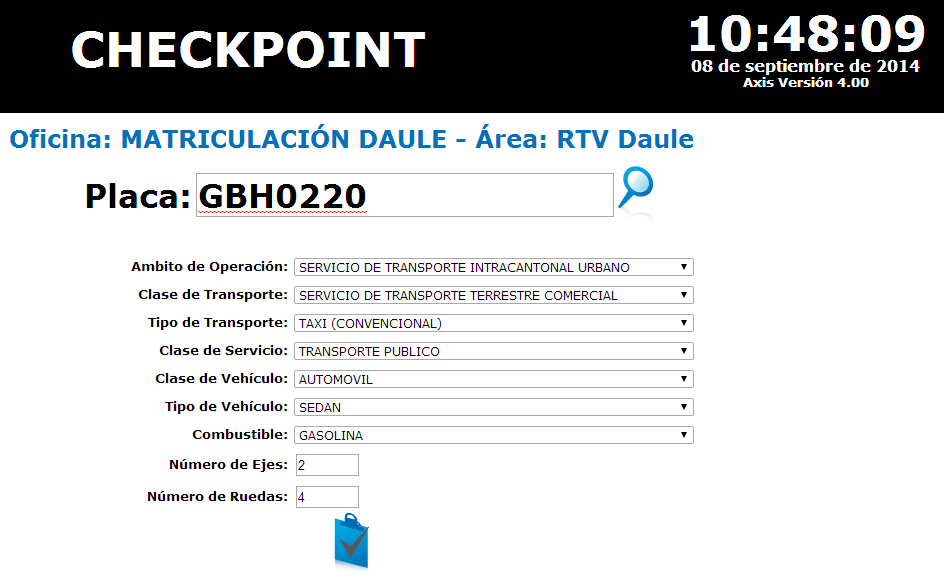 CHECKPOINT
10:48:09
08 de septiembre de 2014
Axis Versión 4.00
Oficina: MATRICULACIÓN DAULE - Área: RTV Daule
Placa: GBH0220
Ambito de Operación: SERVICIO DE TRANSPORTE INTRACANTONAL URBANO
Clase de Transporte: SERVICIO DE TRANSPORTE TERRESTRE COMERCIAL
Tipo de Transporte: TAXI (CONVENCIONAL)
Clase de Servicio: TRANSPORTE PUBLICO
Clase de Vehículo: AUTOMOVIL
Tipo de Vehículo: SEDAN
Combustible: GASOLINA
Número de Ejes: 2
Número de Ruedas: 4